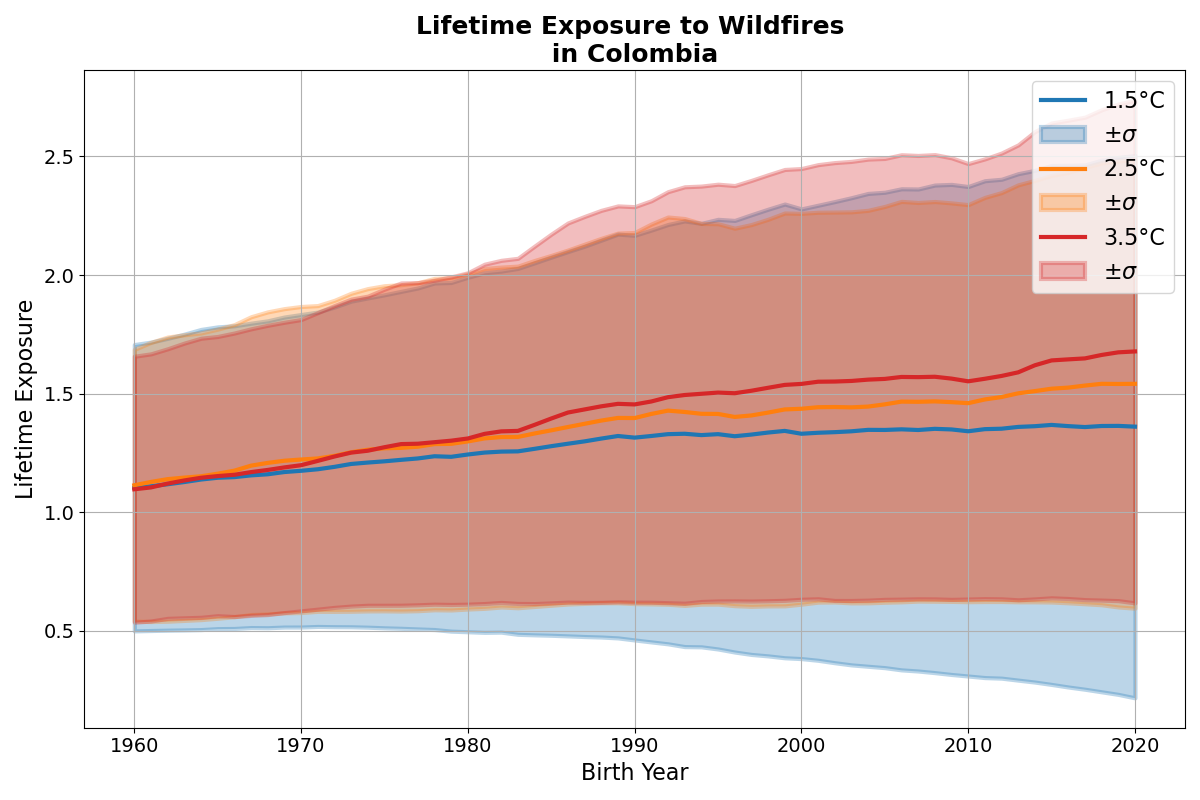 Lifetime Exposure to Wildfires
in Colombia
1.5°C
±σ
2.5°C
±σ
3.5°C
±σ
Lifetime Exposure
2.5
2.0
1.5
1.0
0.5
1960 1970 1980 1990 2000 2010 2020
Birth Year